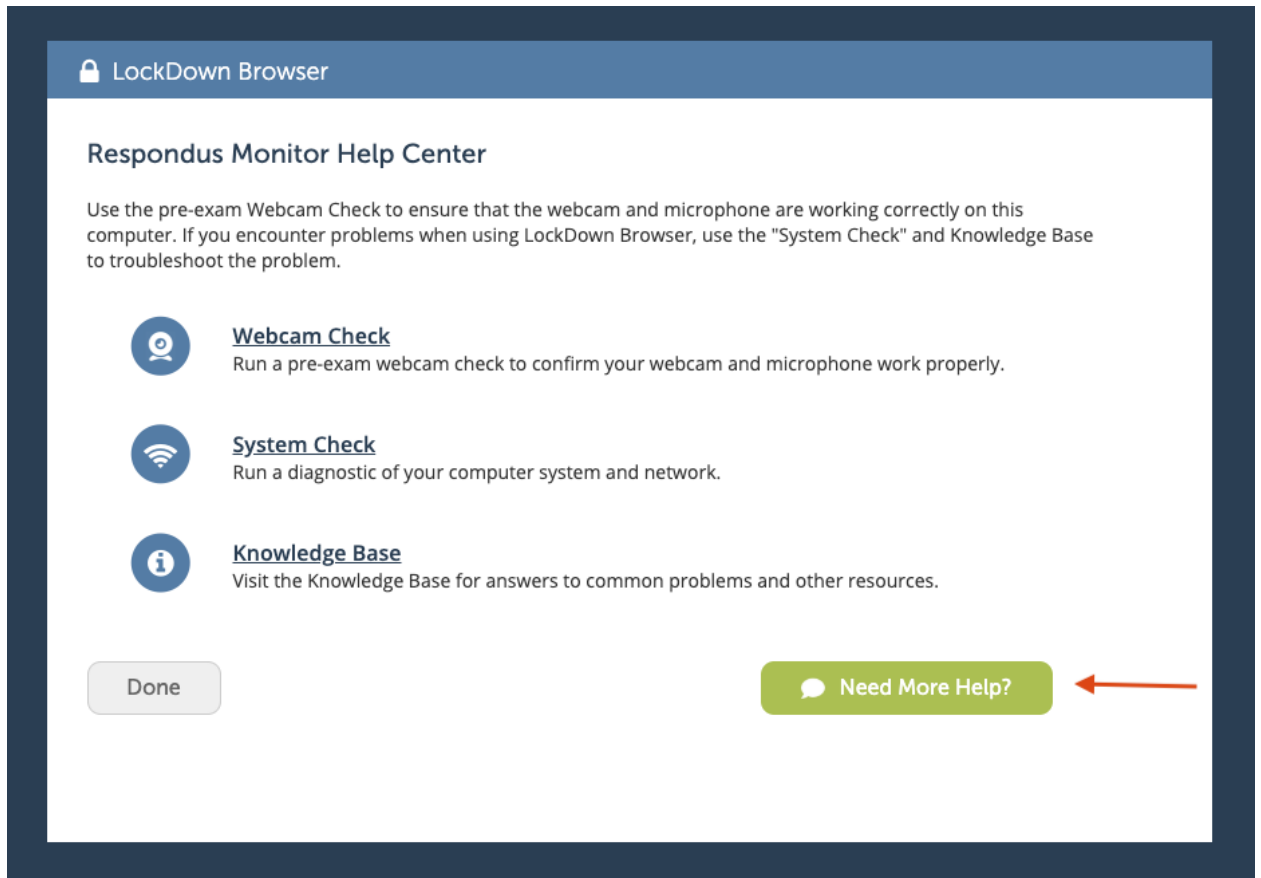 LockDown Browser
Respondus Monitor Help Center
Use the pre-exam Webcam Check to ensure that the webcam and microphone are working correctly on this
computer. If you encounter problems when using LockDown Browser, use the "System Check" and Knowledge Base
to troubleshoot the problem.
Webcam Check
Run a pre-exam webcam check to confirm your webcam and microphone work properly.
System Check
Run a diagnostic of your computer system and network.
Knowledge Base
Visit the Knowledge Base for answers to common problems and other resources.
Done
Need More Help?